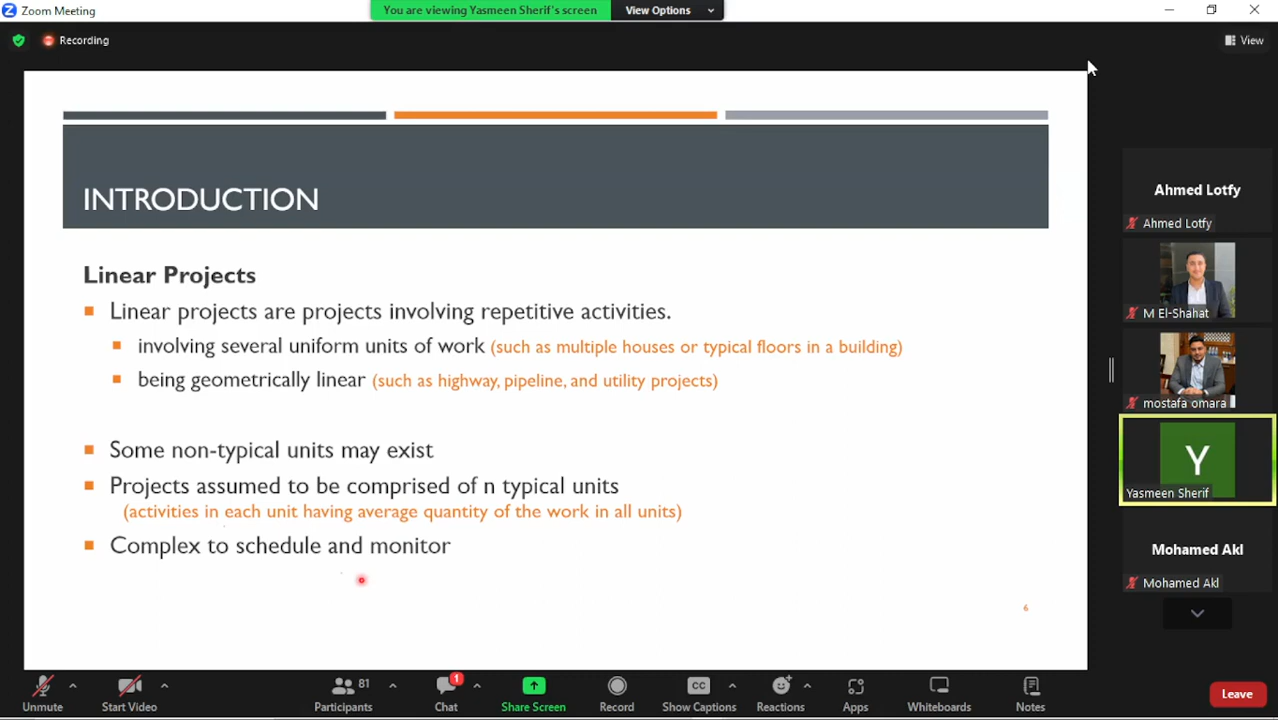 Zoom Meeting
You are viewing Yasmeen Sherif's screen
View Options
Recording
View
INTRODUCTION
Linear Projects
Linear projects are projects involving repetitive activities.
involving several uniform units of work (such as multiple houses or typical floors in a building)
being geometrically linear (such as highway, pipeline, and utility projects)
Some non-typical units may exist
Projects assumed to be comprised of n typical units
(activities in each unit having average quantity of the work in all units)
Complex to schedule and monitor
6
Ahmed Lotfy
Ahmed Lotfy
M El-Shahat
mostafa omara
Y
Yasmeen Sherif
Mohamed Akl
Mohamed Akl
Unmute
Start Video
81
Participants
1
Chat
Share Screen
Record
CC
Show Captions
Reactions
Apps
Whiteboards
Notes
Leave